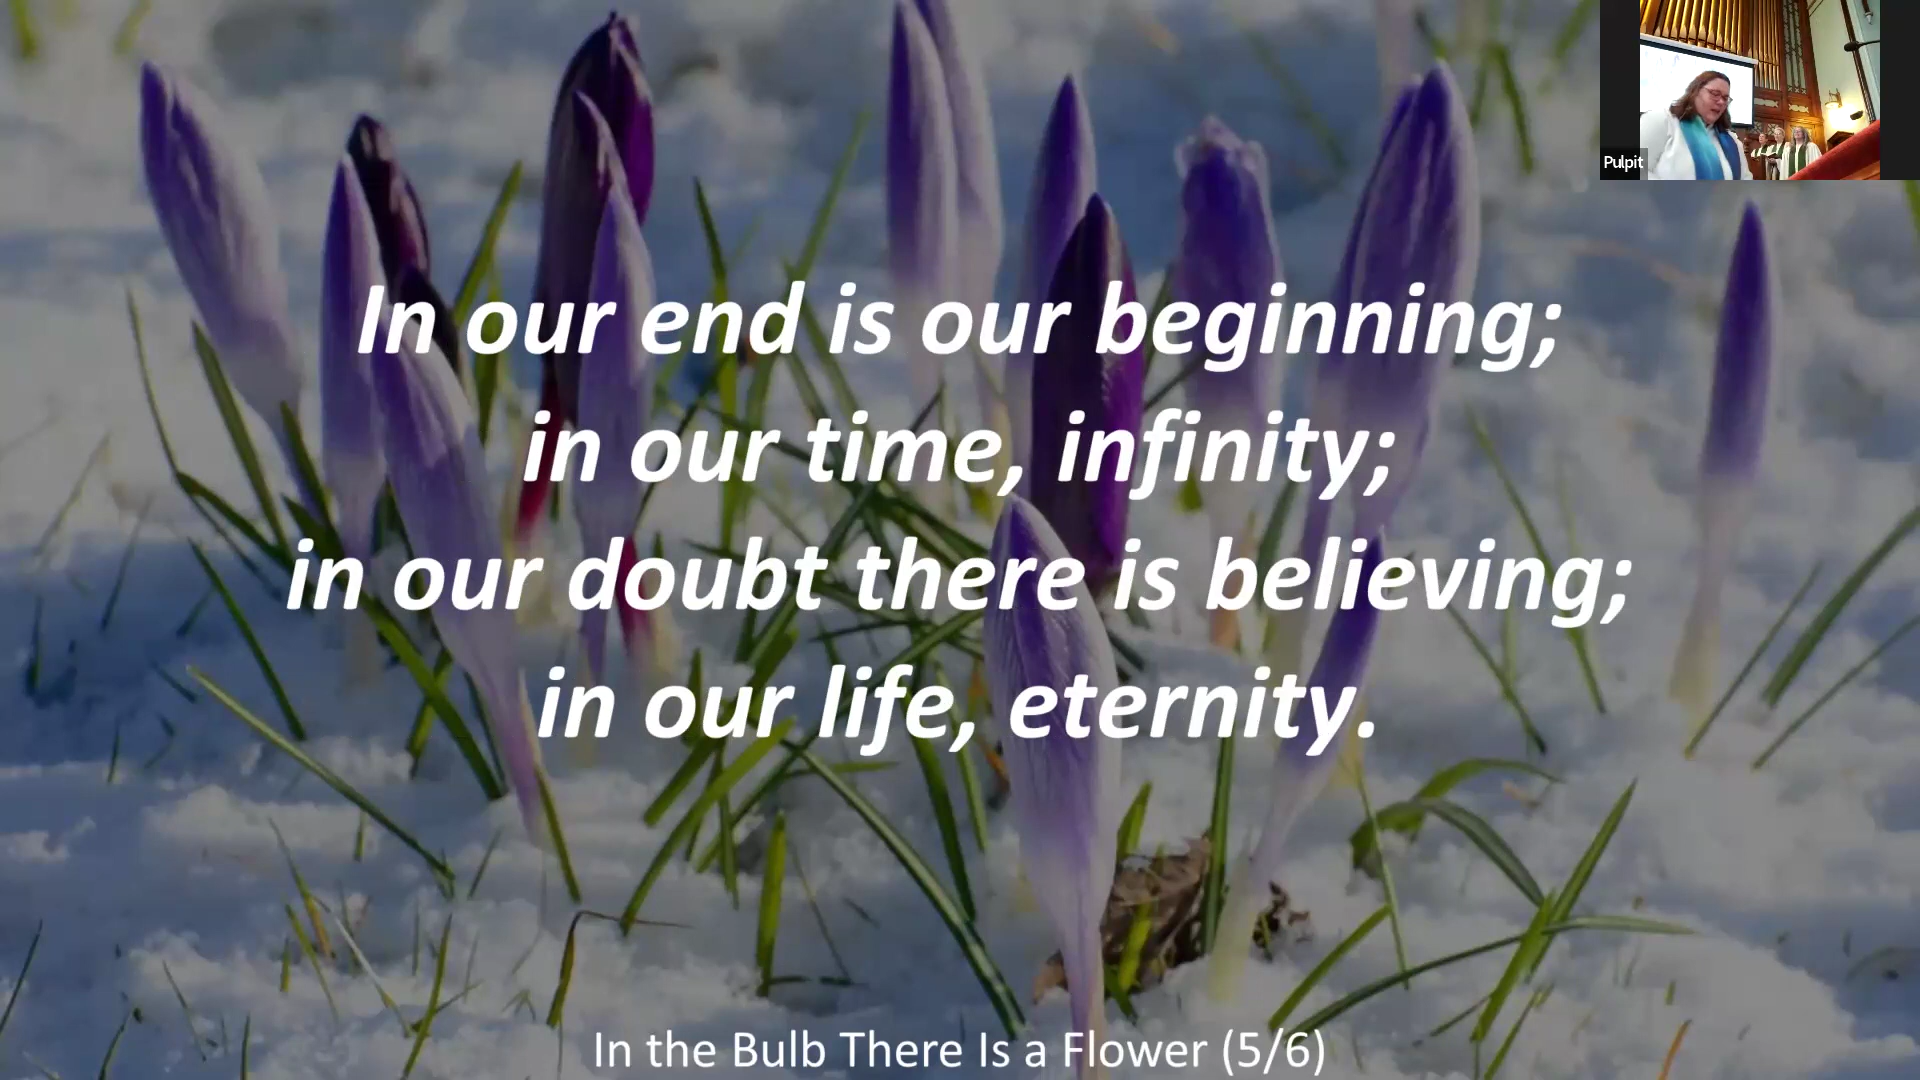 Pulpit
In our end is our beginning;
in our time, infinity;
in our doubt there is believing;
in our life, eternity.
In the Bulb There Is a Flower (5/6)